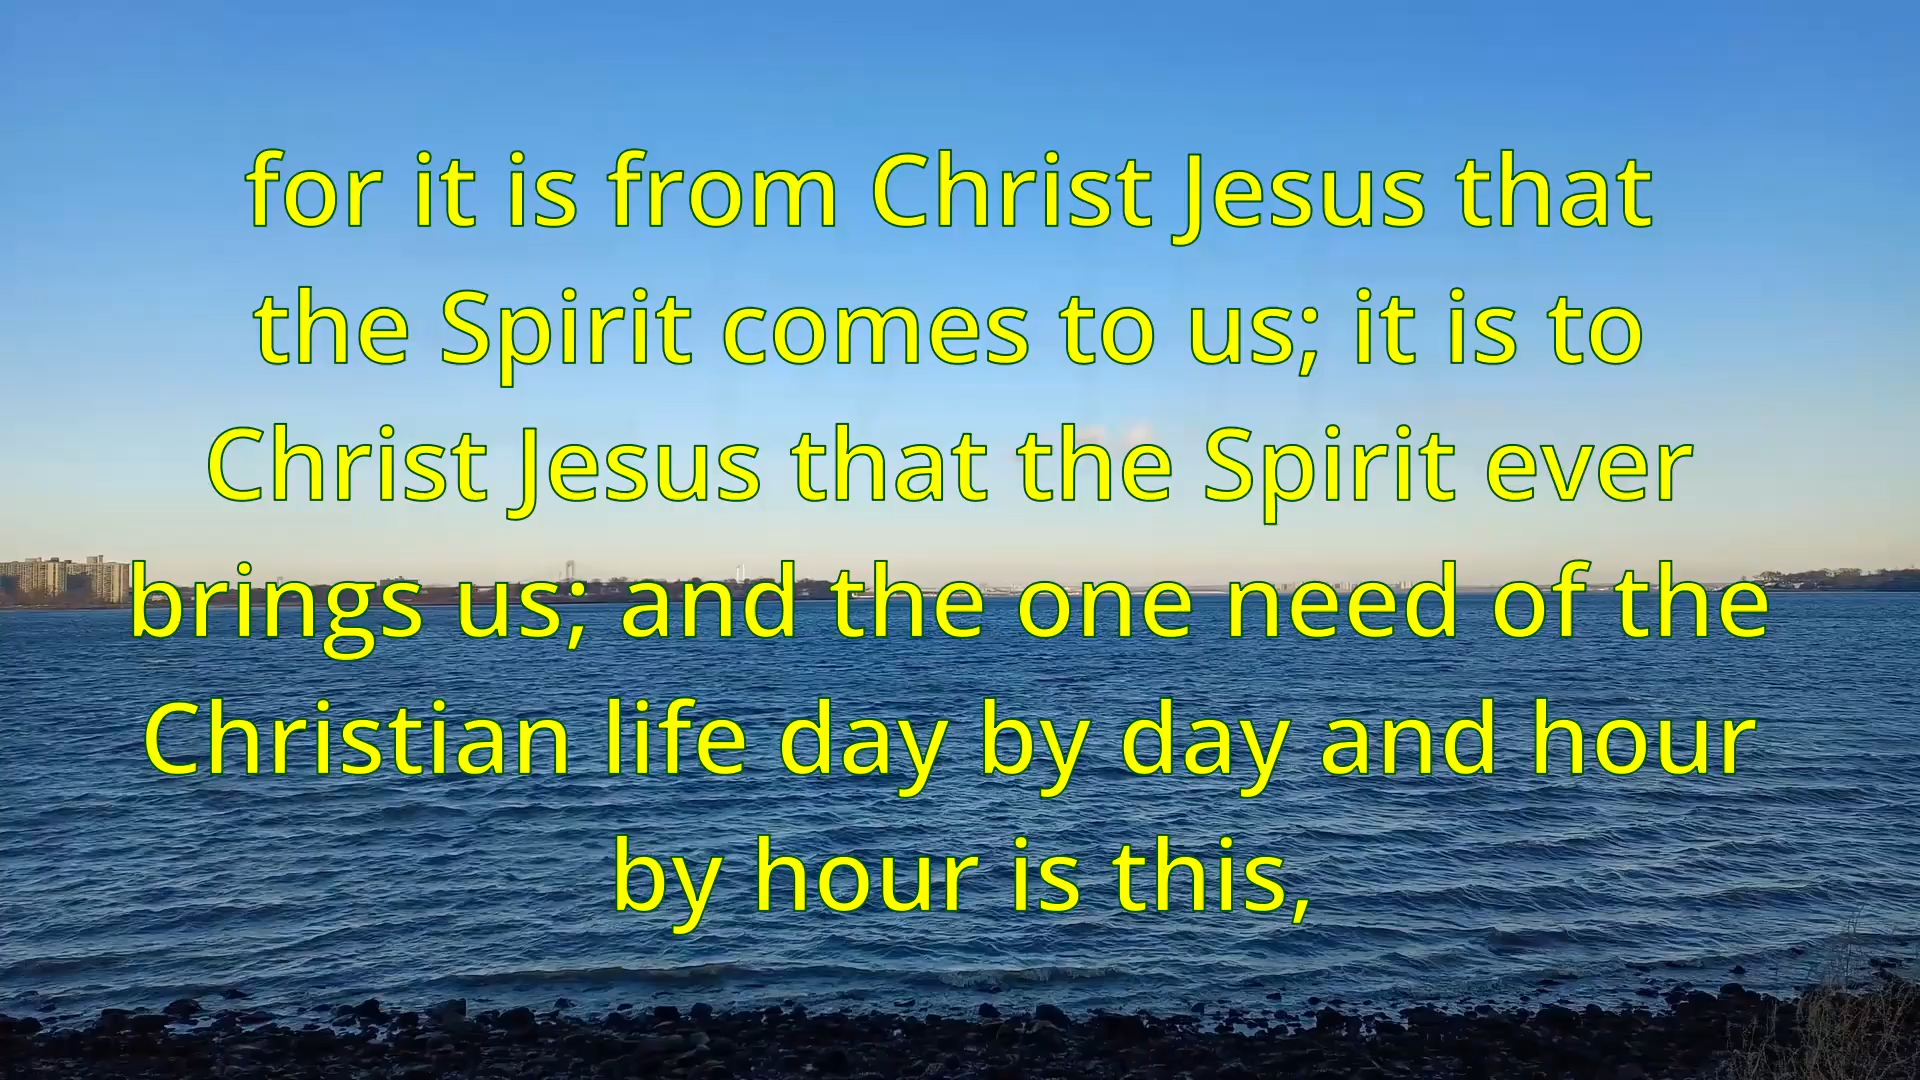 for it is from Christ Jesus that
the Spirit comes to us; it is to
Christ Jesus that the Spirit ever
brings us; and the one need of the
Christian life day by day and hour
by hour is this,